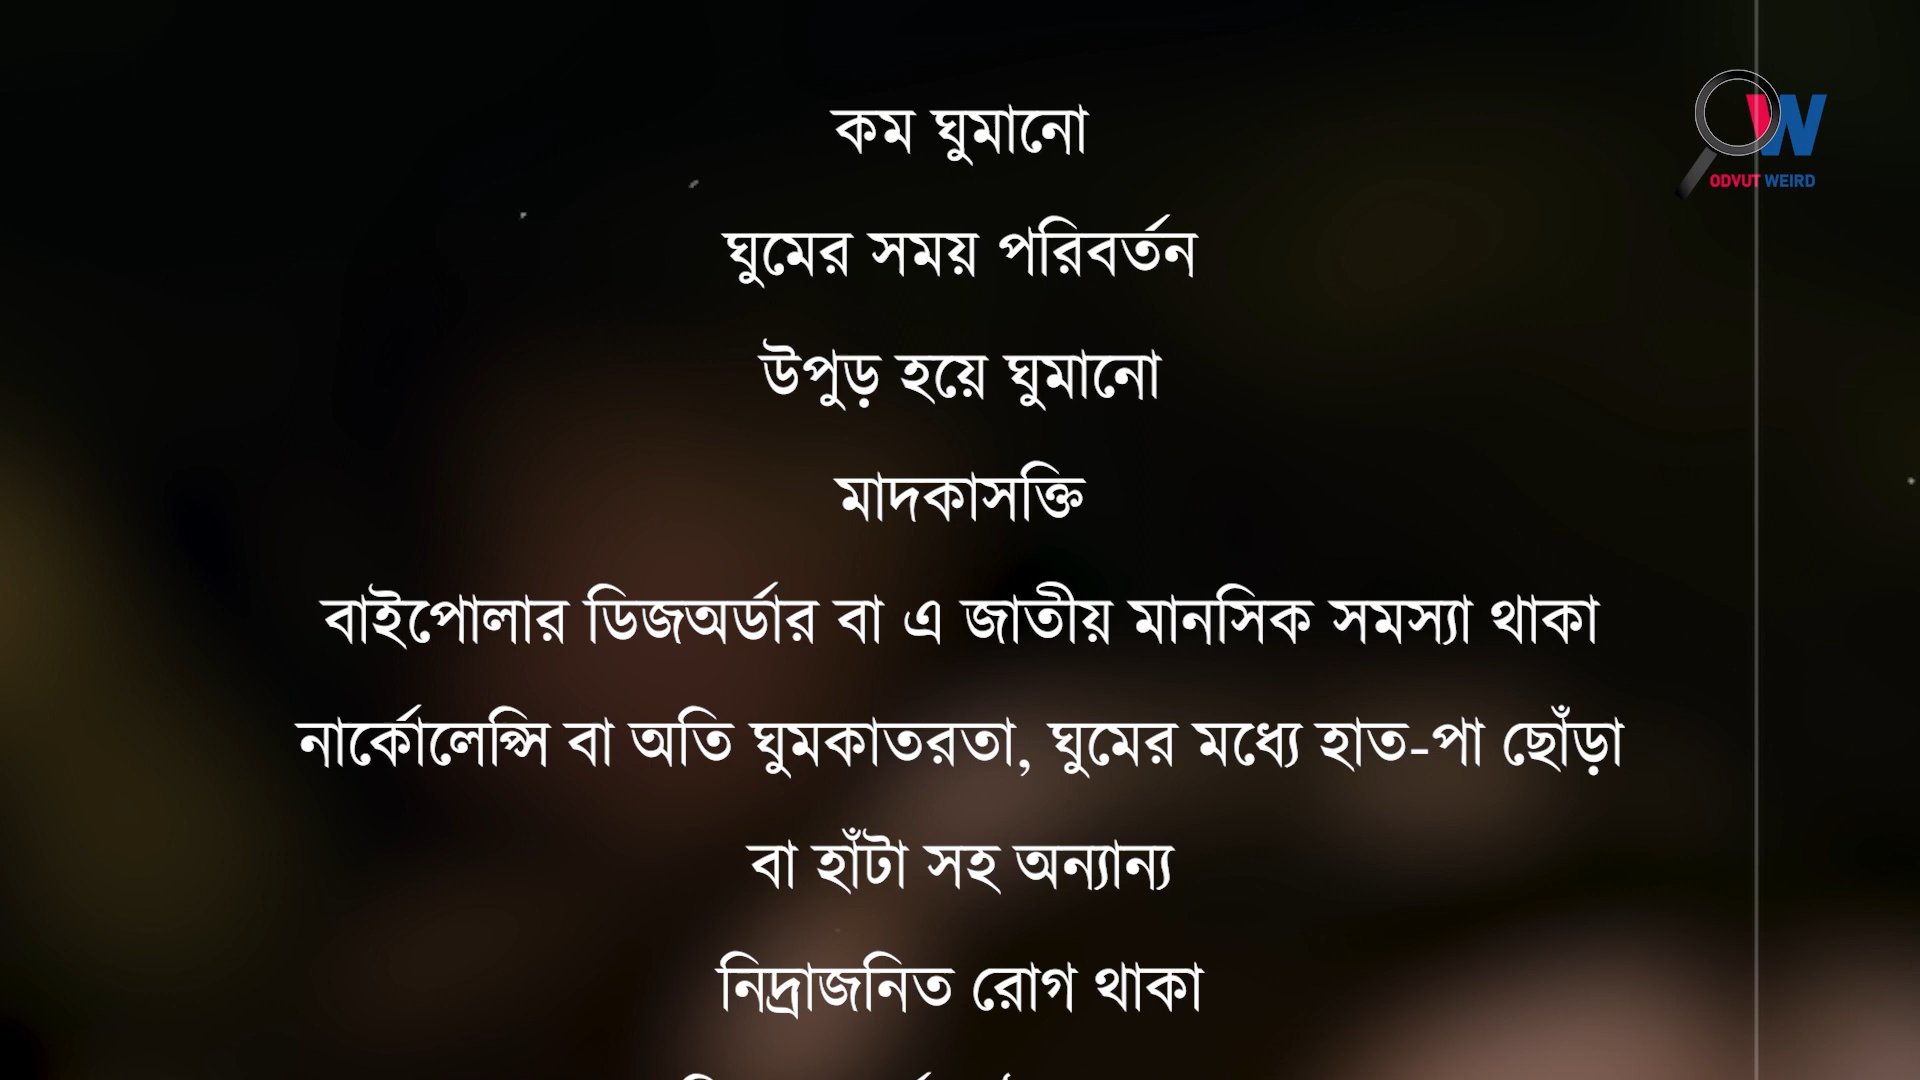 কম ঘুমানো
ঘুমের সময় পরিবর্তন
উপুড় হয়ে ঘুমানো
মাদকাসক্তি
বাইপোলার ডিজঅর্ডার বা এ জাতীয় মানসিক সমস্যা থাকা
নার্কোলেপ্সি বা অতি ঘুমকাতরতা, ঘুমের মধ্যে হাত-পা ছোঁড়া
বা হাঁটা সহ অন্যান্য
নিদ্রাজনিত রোগ থাকা
OW
ODVUT WEIRD